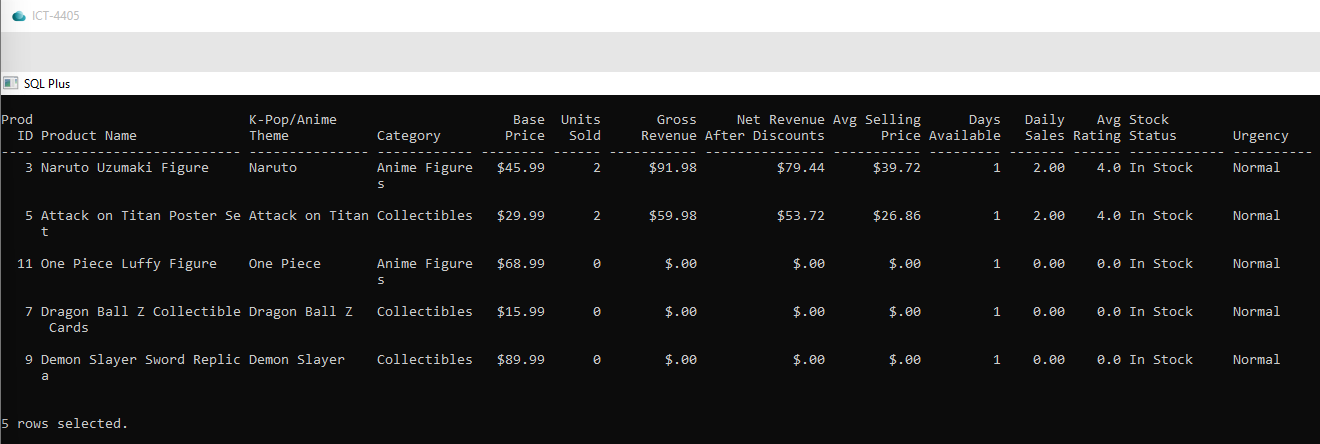 ICT-4405
SQL Plus
Prod K-Pop/Anime Base Units Gross Net Revenue Avg Selling Days Daily Avg Stock
ID Product Name Theme Category Price Sold Revenue After Discounts Price Available Sales Rating Status Urgency
---- ------------------------- --------------- ------------ -------- ------ ---------- --------------- ----------- --------- ------- ------ ------------ ----------
3 Naruto Uzumaki Figure Naruto Anime Figure $45.99 2 $91.98 $79.44 $39.72 1 2.00 4.0 In Stock Normal
s
5 Attack on Titan Poster Se Attack on Titan Collectibles $29.99 2 $59.98 $53.72 $26.86 1 2.00 4.0 In Stock Normal
t
11 One Piece Luffy Figure One Piece Anime Figure $68.99 0 $.00 $.00 $.00 1 0.00 0.0 In Stock Normal
s
7 Dragon Ball Z Collectible Dragon Ball Z Collectibles $15.99 0 $.00 $.00 $.00 1 0.00 0.0 In Stock Normal
Cards
9 Demon Slayer Sword Replic Demon Slayer Collectibles $89.99 0 $.00 $.00 $.00 1 0.00 0.0 In Stock Normal
a
5 rows selected.